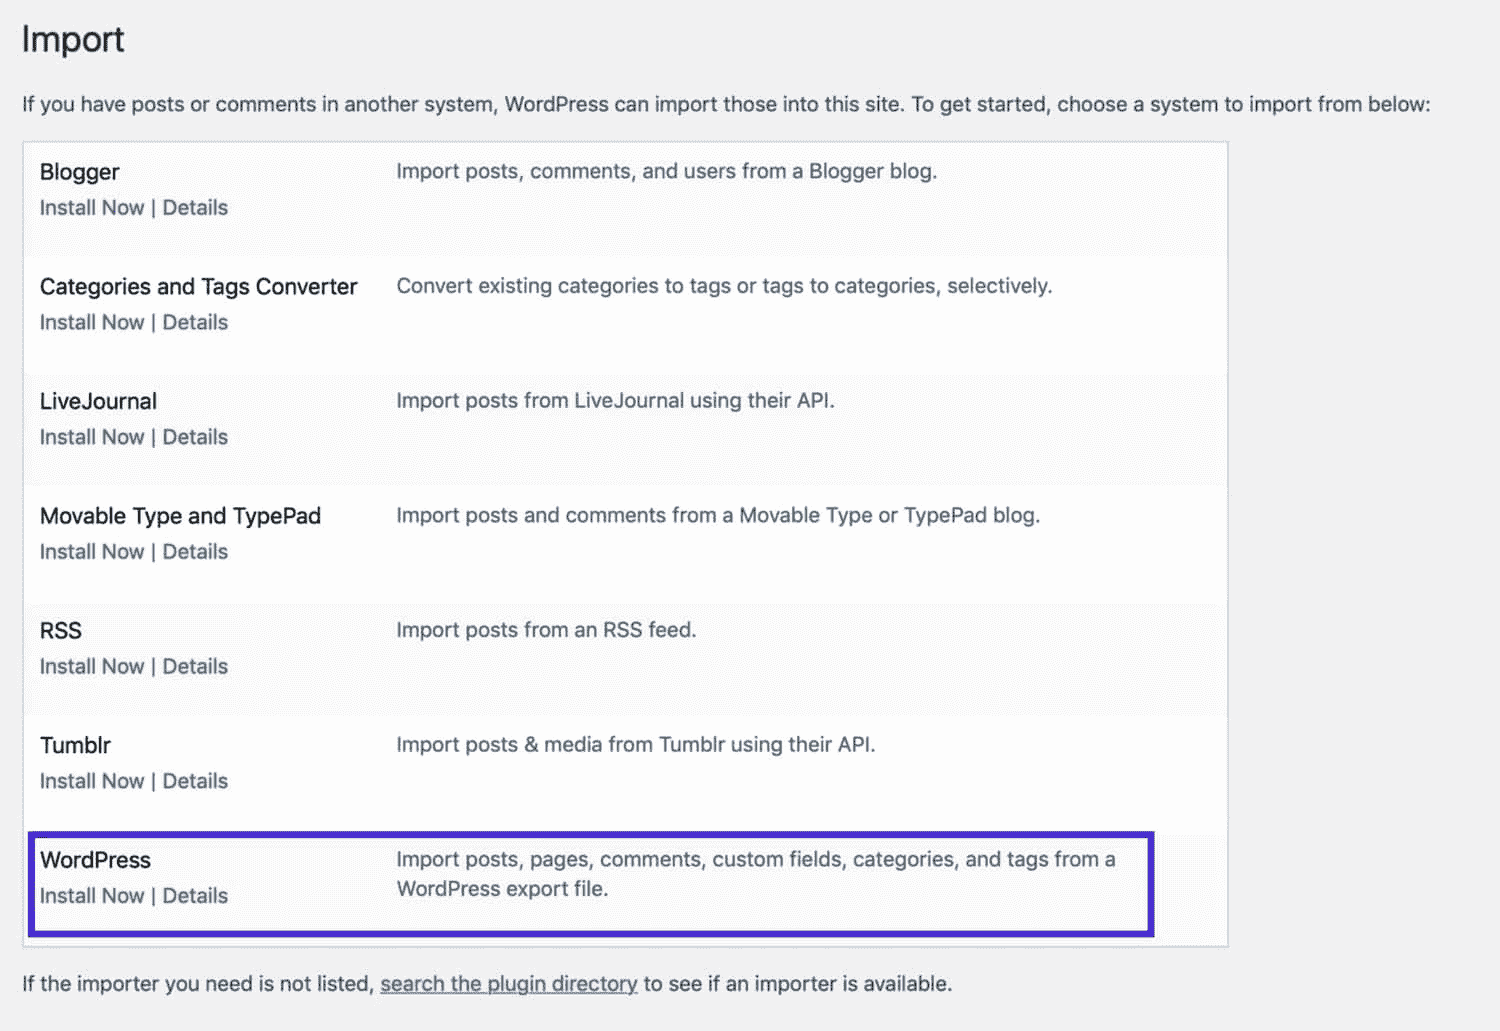 Import
If you have posts or comments in another system, WordPress can import those into this site. To get started, choose a system to import from below:
Blogger
Import posts, comments, and users from a Blogger blog.
Install Now | Details
Categories and Tags Converter
Convert existing categories to tags or tags to categories, selectively.
Install Now | Details
LiveJournal
Import posts from LiveJournal using their API.
Install Now | Details
Movable Type and TypePad
Import posts and comments from a Movable Type or TypePad blog.
Install Now | Details
RSS
Import posts from an RSS feed.
Install Now | Details
Tumblr
Import posts & media from Tumblr using their API.
Install Now | Details
WordPress
Import posts, pages, comments, custom fields, categories, and tags from a
WordPress export file.
Install Now | Details
If the importer you need is not listed, search the plugin directory to see if an importer is available.